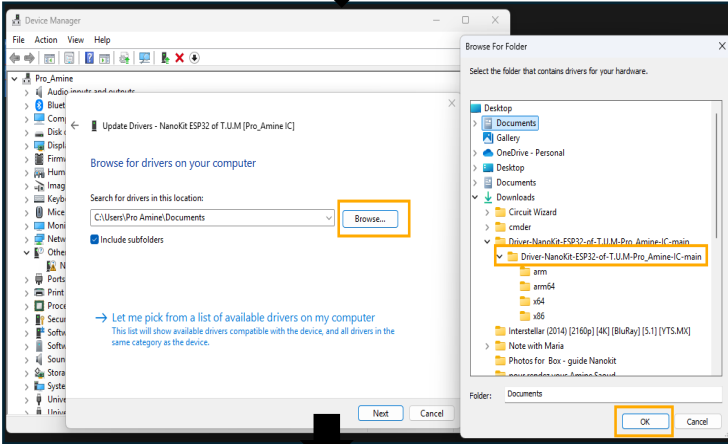 Device Manager
File Action View Help
Pro_Amine
Audio inputs and outputs
Bluet
Comp
Disk
Displ
Firmw
Hum
Imag
Keyb
Mice
Moni
Netw
Othe
N
Ports
Print
Proce
Secur
Softw
Softw
Soun
Stora
Syste
Unive
Unive
Update Drivers - NanoKit ESP32 of T.U.M [Pro_Amine IC]
Browse for drivers on your computer
Search for drivers in this location:
C:\Users\Pro Amine\Documents
Browse...
Include subfolders
Let me pick from a list of available drivers on my computer
This list will show available drivers compatible with the device, and all drivers in the
same category as the device.
Next Cancel
Browse For Folder
Select the folder that contains drivers for your hardware.
Desktop
Documents
Gallery
OneDrive - Personal
Desktop
Documents
Downloads
Circuit Wizard
cmder
Driver-NanoKit-ESP32-of-T.U.M-Pro_Amine-IC-main
Driver-NanoKit-ESP32-of-T.U.M-Pro_Amine-IC-main
arm
arm64
x64
x86
Interstellar (2014) [2160p] [4K] [BluRay] [5.1] [YTS.MX]
Note with Maria
Photos for Box - guide Nanokit
pour rendez vous Amine Saoud
Folder: Documents
OK Cancel